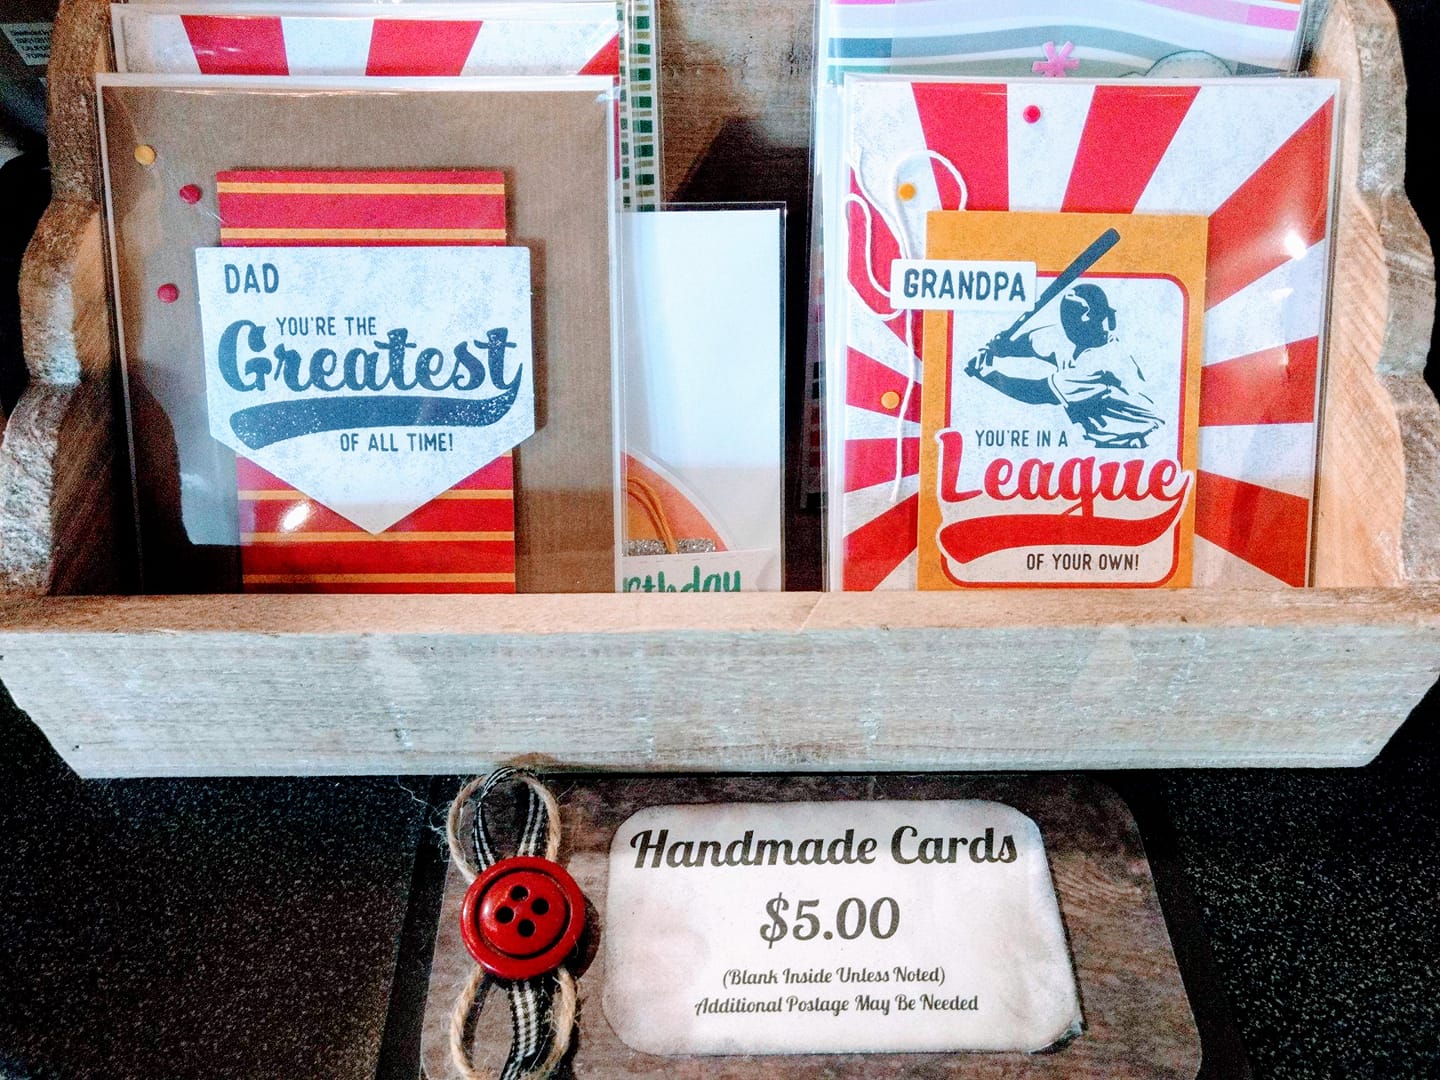 DAD
YOU'RE THE
Greatest
OF ALL TIME!
GRANDPA
YOU'RE IN A
League
OF YOUR OWN!
Handmade Cards
$5.00
(Blank Inside Unless Noted)
Additional Postage May Be Needed